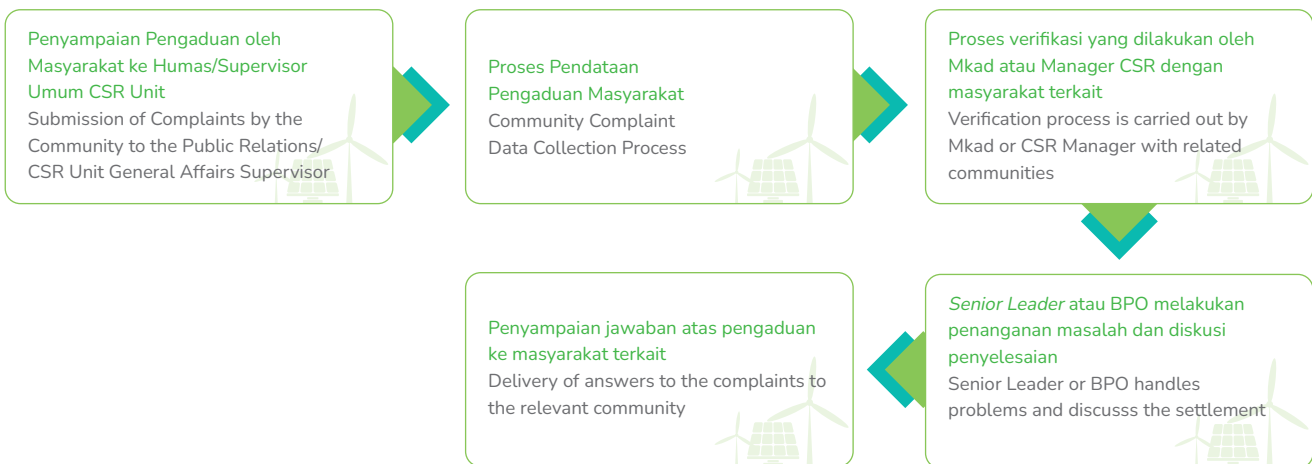 Penyampaian Pengaduan oleh
Masyarakat ke Humas/Supervisor
Umum CSR Unit
Submission of Complaints by the
Community to the Public Relations/
CSR Unit General Affairs Supervisor
Proses Pendataan
Pengaduan Masyarakat
Community Complaint
Data Collection Process
Proses verifikasi yang dilakukan oleh
Mkad atau Manager CSR dengan
masyarakat terkait
Verification process is carried out by
Mkad or CSR Manager with related
communities
Senior Leader atau BPO melakukan
penanganan masalah dan diskusi
penyelesaian
Senior Leader or BPO handles
problems and discusss the settlement
Penyampaian jawaban atas pengaduan
ke masyarakat terkait
Delivery of answers to the complaints to
the relevant community